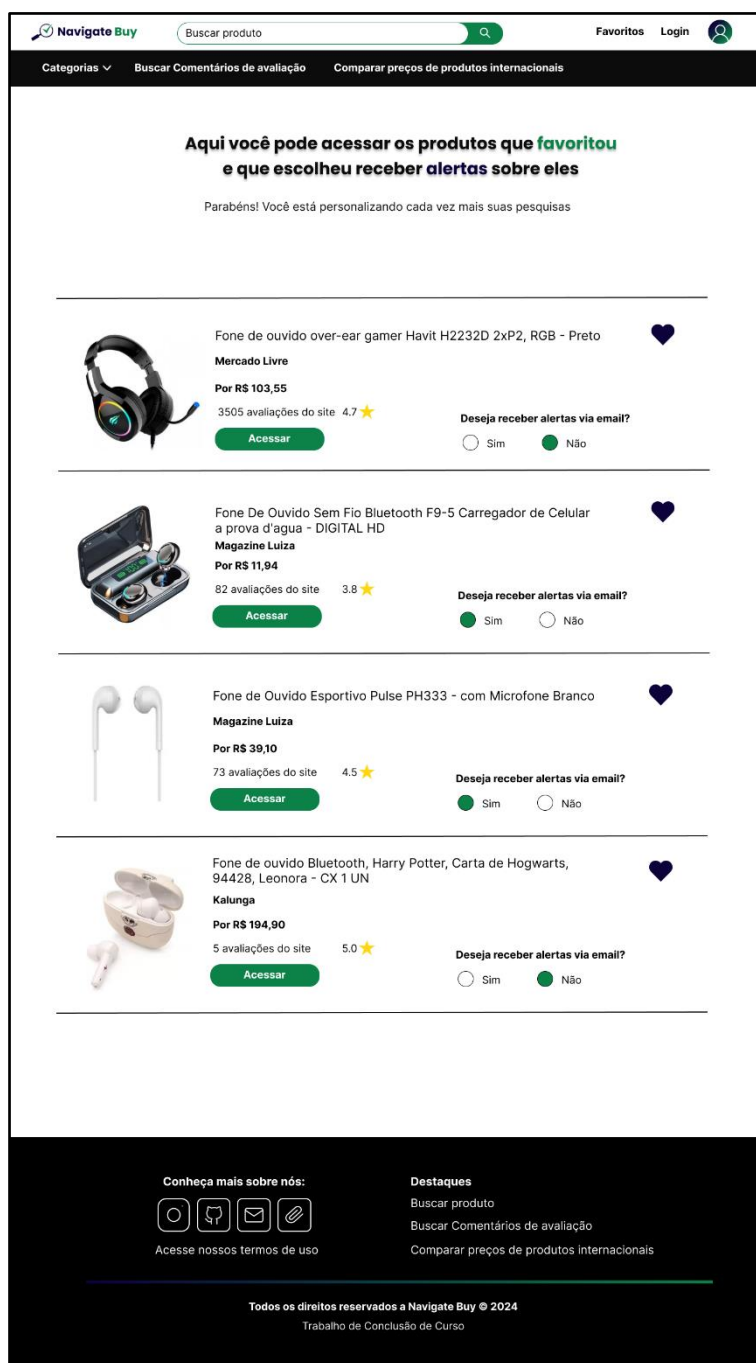 Navigate Buy
Buscar produto
Favoritos
Login
Categorias
Buscar Comentários de avaliação
Comparar preços de produtos internacionais
Aqui você pode acessar os produtos que favoritou
e que escolheu receber alertas sobre eles
Parabéns! Você está personalizando cada vez mais suas pesquisas
Fone de ouvido over-ear gamer Havit H2232D 2xP2, RGB - Preto
Mercado Livre
Por R$ 103,55
3505 avaliações do site 4.7
Acessar
Deseja receber alertas via email?
Sim Não
Fone De Ouvido Sem Fio Bluetooth F9-5 Carregador de Celular
a prova d'agua - DIGITAL HD
Magazine Luiza
Por R$ 11,94
82 avaliações do site 3.8
Acessar
Deseja receber alertas via email?
Sim Não
Fone de Ouvido Esportivo Pulse PH333 - com Microfone Branco
Magazine Luiza
Por R$ 39,10
73 avaliações do site 4.5
Acessar
Deseja receber alertas via email?
Sim Não
Fone de ouvido Bluetooth, Harry Potter, Carta de Hogwarts,
94428, Leonora - CX 1 UN
Kalunga
Por R$ 194,90
5 avaliações do site 5.0
Acessar
Deseja receber alertas via email?
Sim Não
Conheça mais sobre nós:
Acesse nossos termos de uso
Destaques
Buscar produto
Buscar Comentários de avaliação
Comparar preços de produtos internacionais
Todos os direitos reservados a Navigate Buy © 2024
Trabalho de Conclusão de Curso